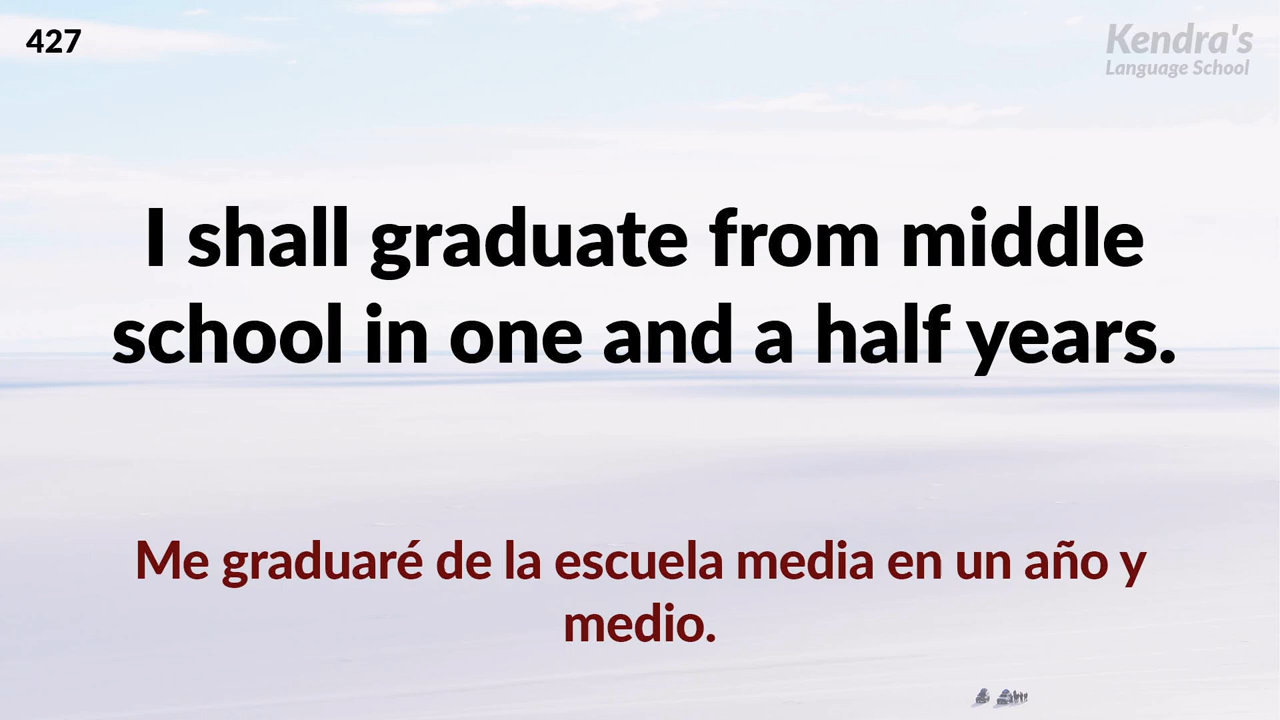 427
Kendra's
Language School
I shall graduate from middle
school in one and a half years.
Me graduaré de la escuela media en un año y
medio.